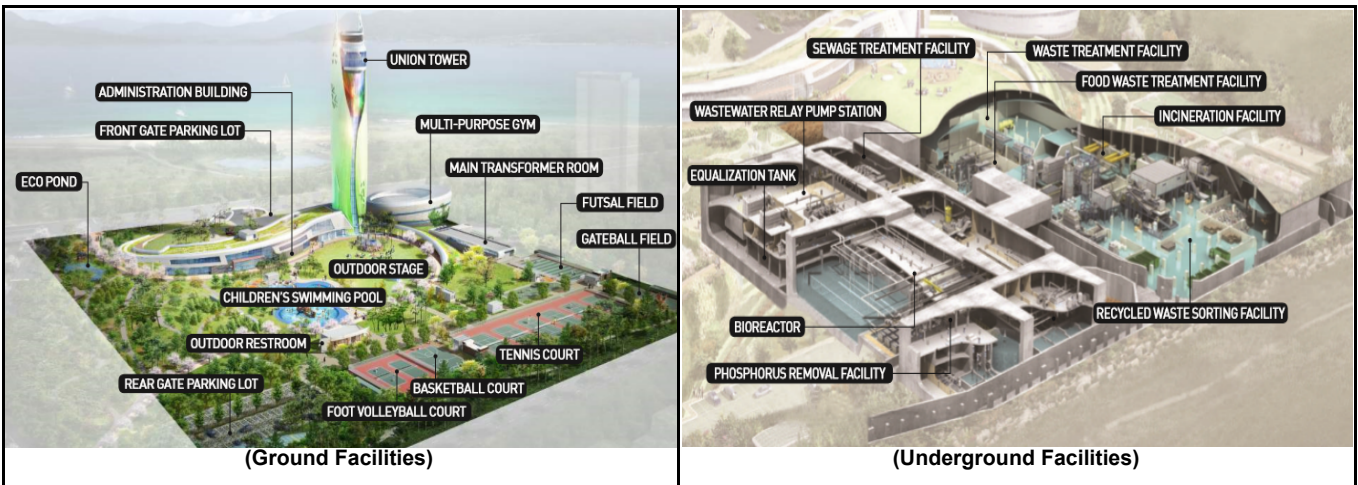 UNION TOWER
ADMINISTRATION BUILDING
FRONT GATE PARKING LOT
MULTI-PURPOSE GYM
MAIN TRANSFORMER ROOM
ECO POND
FUTSAL FIELD
GATEBALL FIELD
OUTDOOR STAGE
CHILDREN'S SWIMMING POOL
OUTDOOR RESTROOM
TENNIS COURT
REAR GATE PARKING LOT
BASKETBALL COURT
FOOT VOLLEYBALL COURT
(Ground Facilities)
SEWAGE TREATMENT FACILITY
WASTE TREATMENT FACILITY
FOOD WASTE TREATMENT FACILITY
WASTEWATER RELAY PUMP STATION
INCINERATION FACILITY
EQUALIZATION TANK
RECYCLED WASTE SORTING FACILITY
BIOREACTOR
PHOSPHORUS REMOVAL FACILITY
(Underground Facilities)